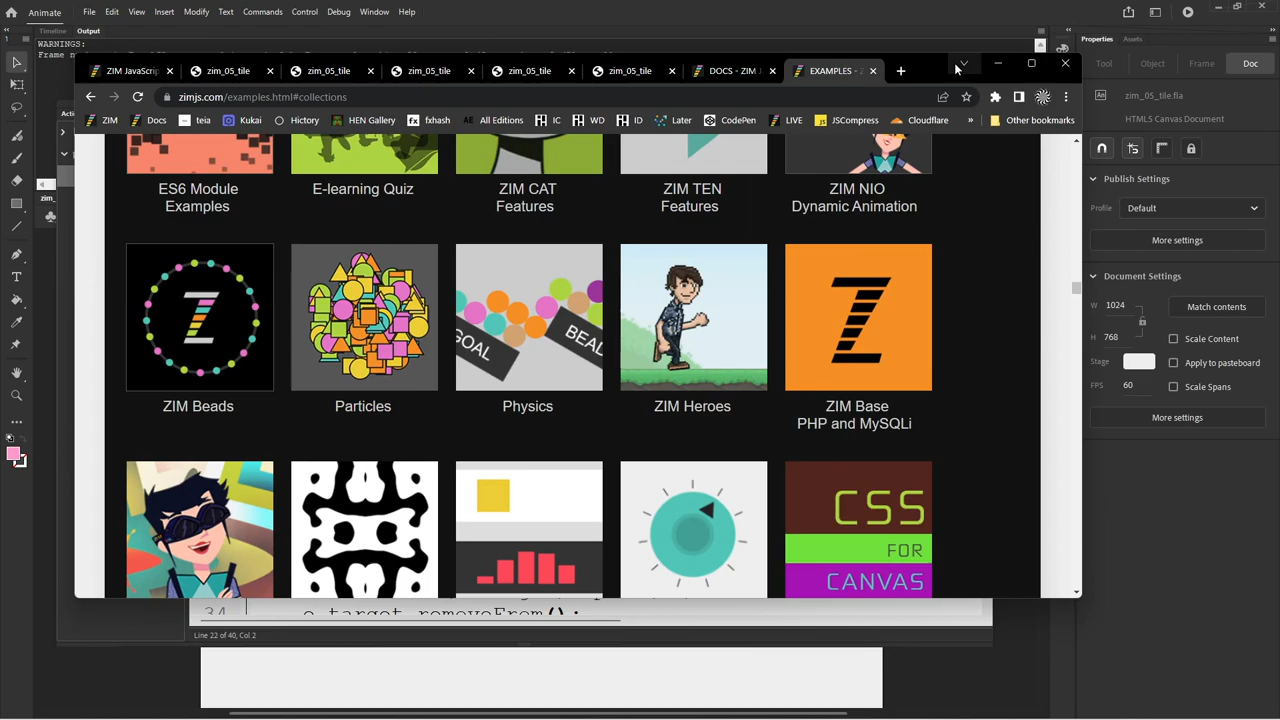 Animate File Edit View Insert Modify Text Commands Control Debug Window Help
Timeline Output
WARNINGS:
Properties Assets
Tool Object Frame Doc
zim_05_tile.fla
HTML5 Canvas Document
Publish Settings
Profile Default
More settings
Document Settings
W 1024 Match contents
H 768 Scale Content
Stage Apply to pasteboard
FPS 60 Scale Spans
More settings
ZIM JavaScrip zim_05_tile zim_05_tile zim_05_tile zim_05_tile zim_05_tile DOCS - ZIM J EXAMPLES - Z
zimjs.com/examples.html#collections
ZIM Docs teia Kukai Hictory HEN Gallery fxhash All Editions IC WD ID Later CodePen LIVE JSCompress Cloudflare » Other bookmarks
ES6 Module
Examples
E-learning Quiz
ZIM CAT
Features
ZIM TEN
Features
ZIM NIO
Dynamic Animation
GOAL
ZIM Beads
Particles
Physics
ZIM Heroes
ZIM Base
PHP and MySQLi
CSS
FOR
CANVAS
34 e.target.removeFrom();
Line 22 of 40, Col 2